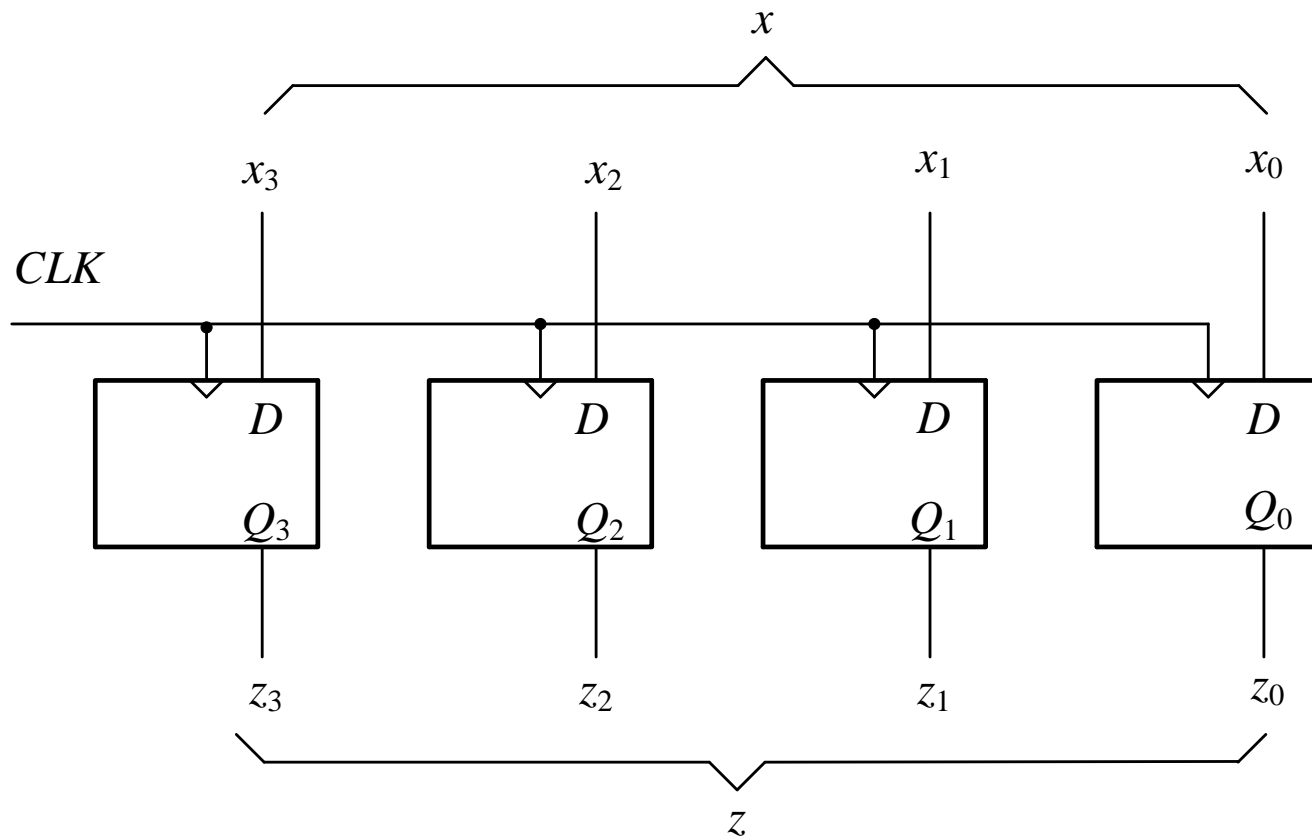 x
x₃ x₂ x₁ x₀
CLK
D D D D
Q₃ Q₂ Q₁ Q₀
z₃ z₂ z₁ z₀
z